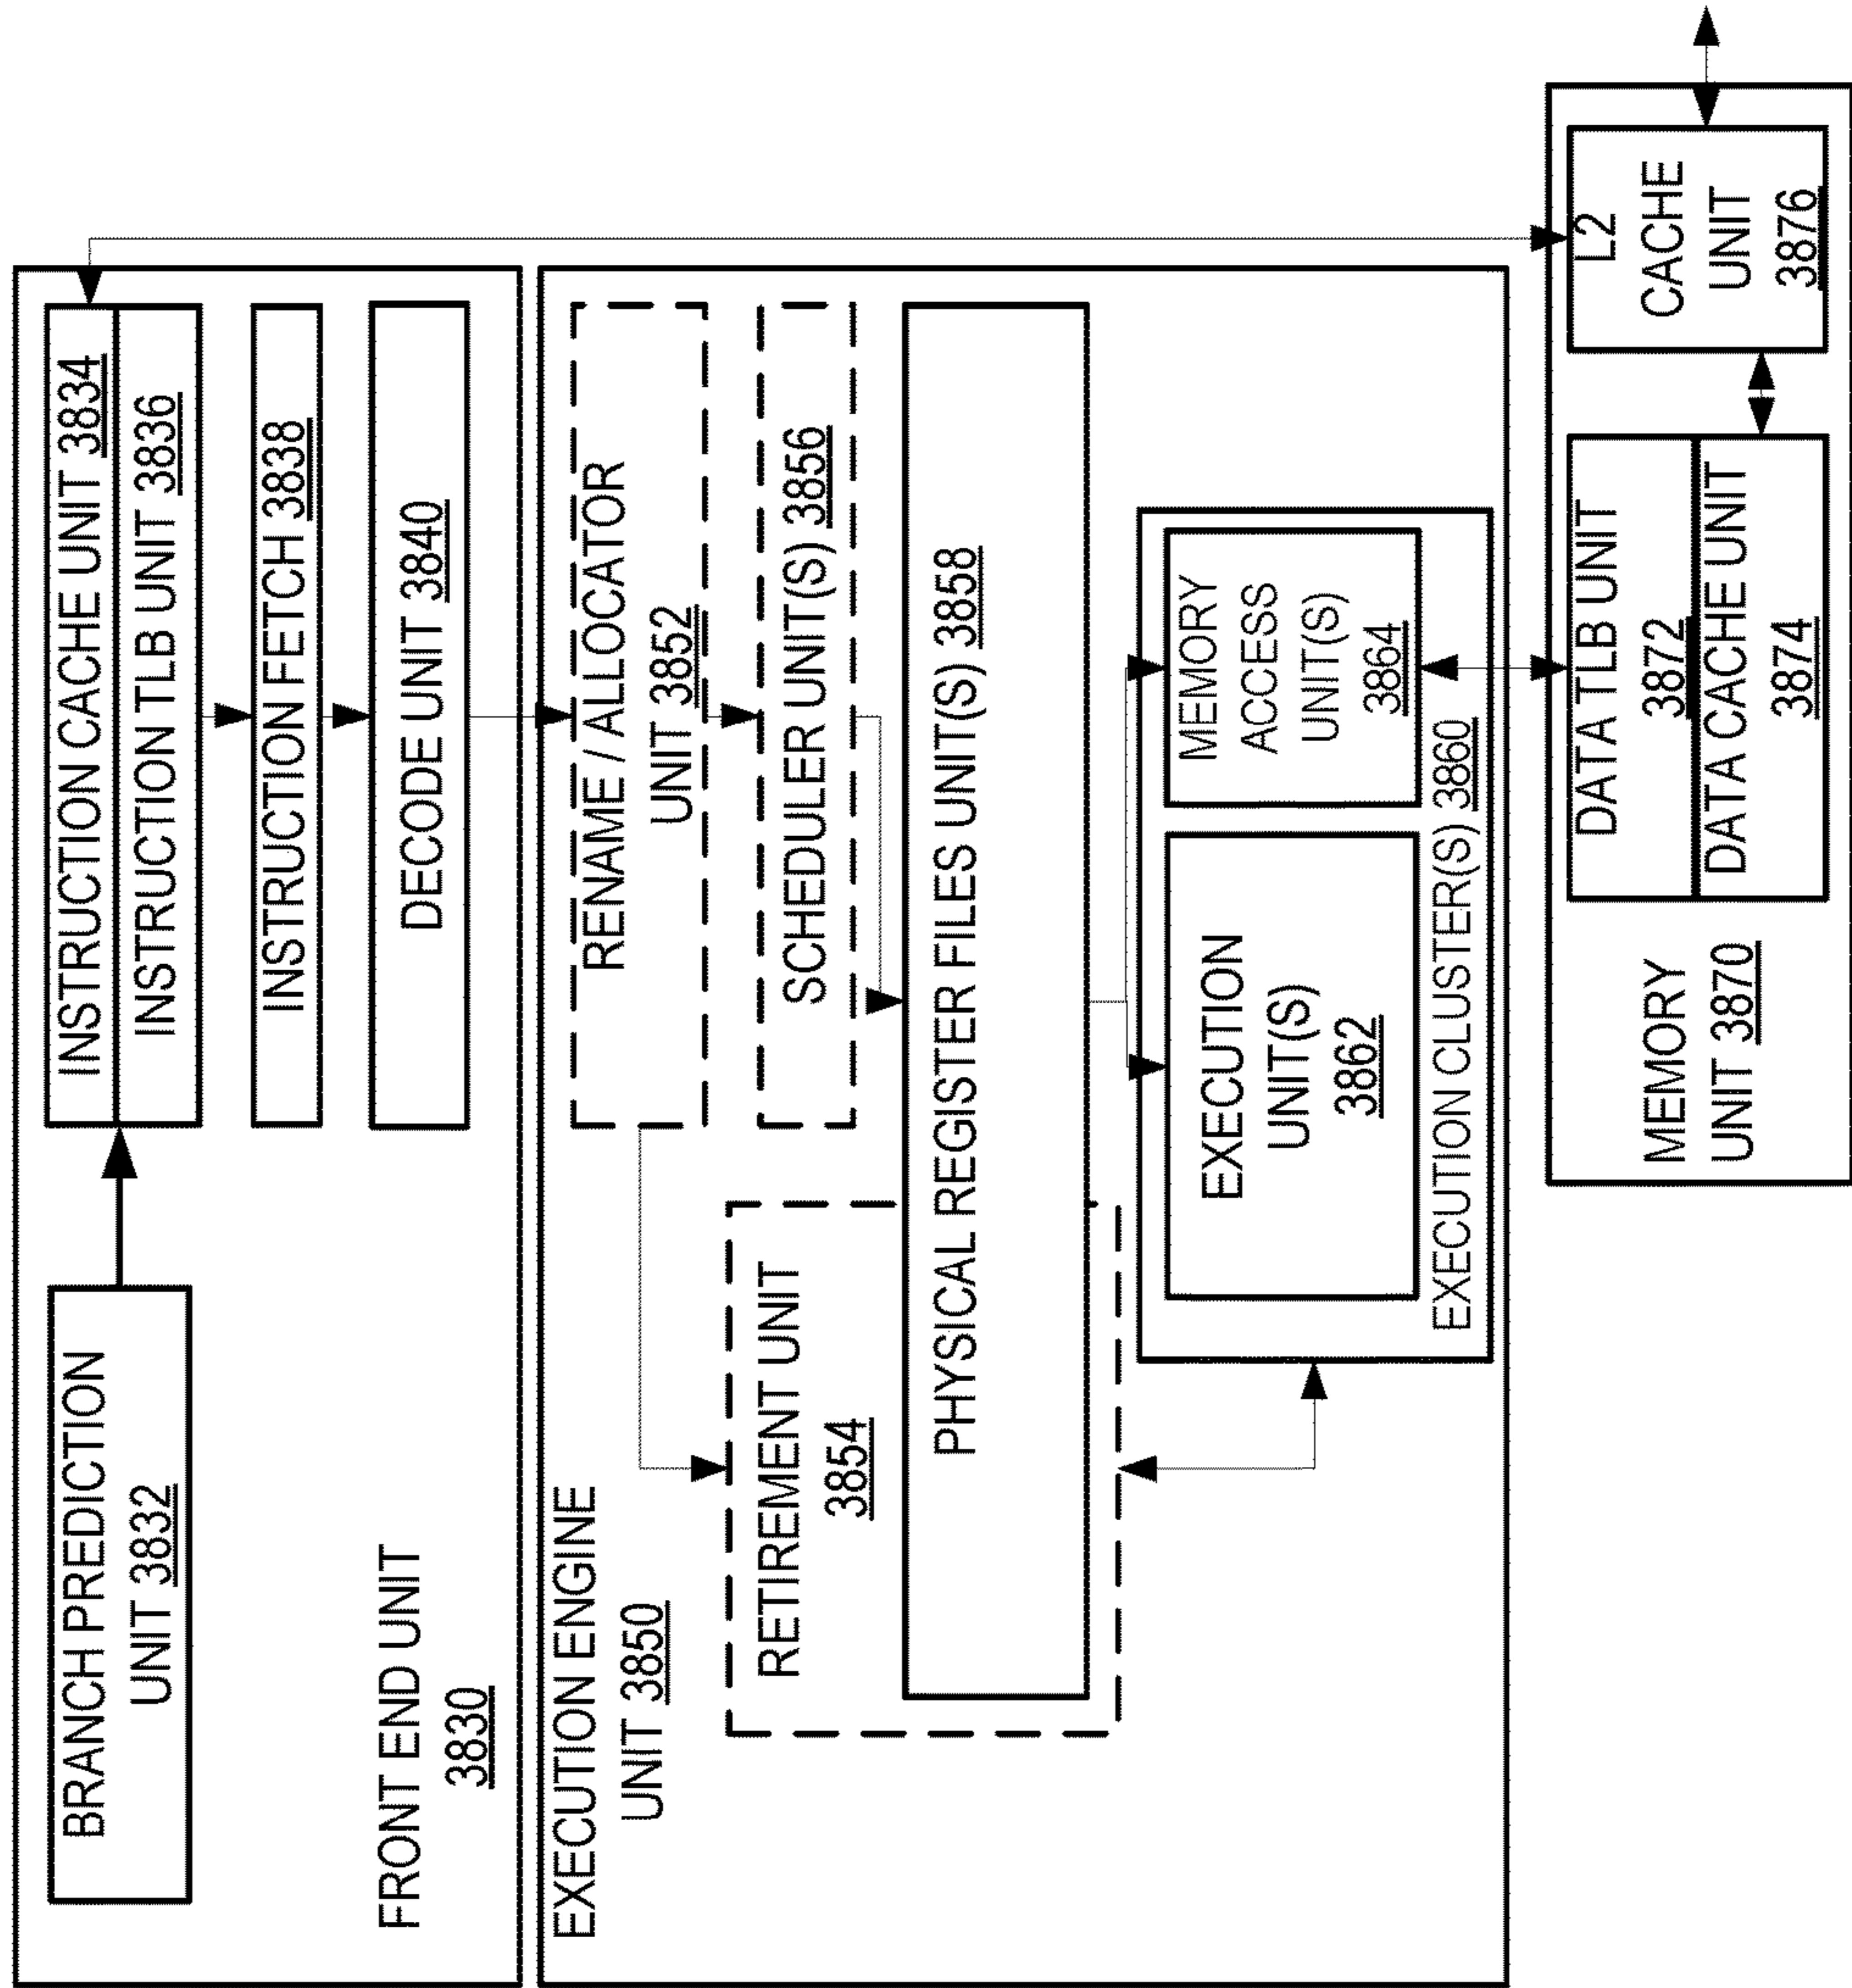 BRANCH PREDICTION
UNIT 3832
INSTRUCTION CACHE UNIT 3834
INSTRUCTION TLB UNIT 3836
INSTRUCTION FETCH 3838
DECODE UNIT 3840
FRONT END UNIT
3830
EXECUTION ENGINE
UNIT 3850
RENAME / ALLOCATOR
UNIT 3852
RETIREMENT UNIT
3854
SCHEDULER UNIT(S) 3856
PHYSICAL REGISTER FILES UNIT(S) 3858
EXECUTION
UNIT(S)
3862
MEMORY
ACCESS
UNIT(S)
3864
EXECUTION CLUSTER(S) 3860
MEMORY
UNIT 3870
DATA TLB UNIT
3872
DATA CACHE UNIT
3874
L2
CACHE
UNIT
3876